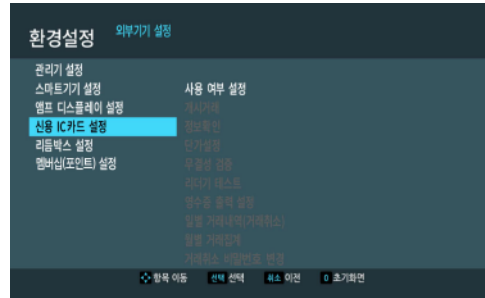 환경설정 외부기기 설정
관리기 설정
스마트기기 설정
앰프 디스플레이 설정
신용 IC카드 설정
리듬박스 설정
멤버십(포인트) 설정
사용 여부 설정
개시거래
정보확인
단가설정
무결성 검증
리더기 테스트
영수증 출력 설정
일별 거래내역(거래취소)
월별 거래집계
거래취소 비밀번호 변경
항목 이동 선택 선택 취소 이전 0 초기화면